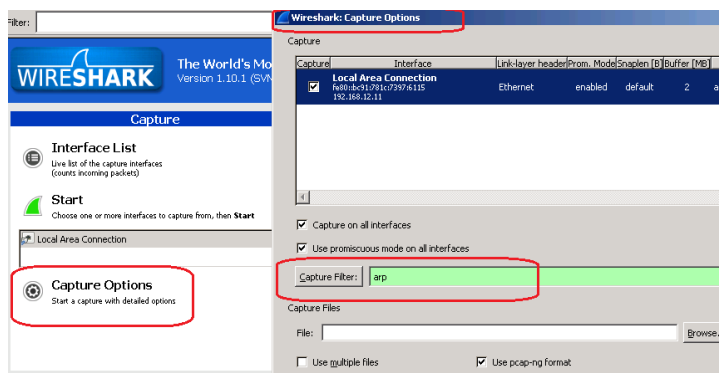 Filter:
WIRESHARK
The World's Mo
Version 1.10.1 (SVN
Capture
Interface List
Live list of the capture interfaces
(counts incoming packets)
Start
Choose one or more interfaces to capture from, then Start
Local Area Connection
Capture Options
Start a capture with detailed options
Wireshark: Capture Options
Capture
Capture Interface Link-layer header Prom. Mode Snaplen [B] Buffer [MB]
Local Area Connection
fe80::bc91:781c:7397:6115 Ethernet enabled default 2 a
192.168.12.11
Capture on all interfaces
Use promiscuous mode on all interfaces
Capture Filter: arp
Capture Files
File: Browse.
Use multiple files Use pcap-ng format